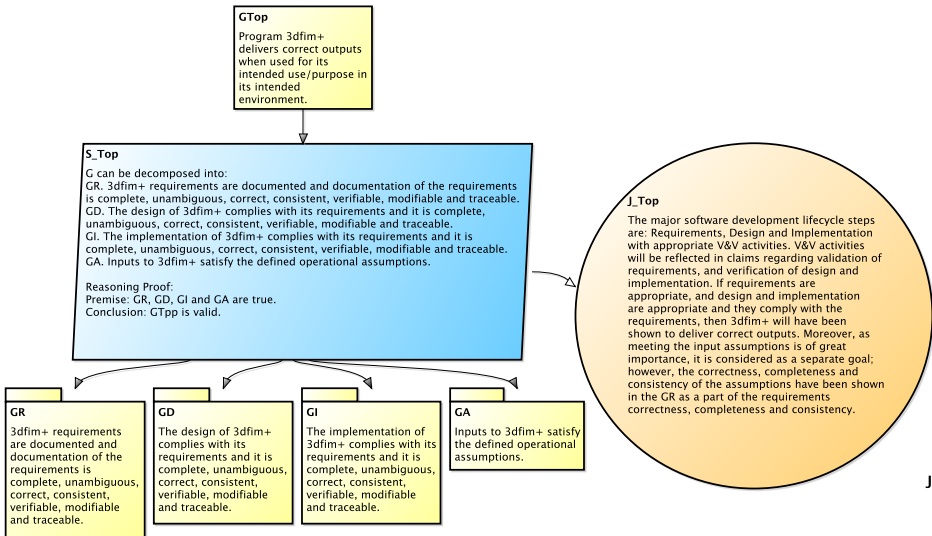 GTop
Program 3dfim+
delivers correct outputs
when used for its
intended use/purpose in
its intended
environment.
S_Top
G can be decomposed into:
GR. 3dfim+ requirements are documented and documentation of the requirements
is complete, unambiguous, correct, consistent, verifiable, modifiable and traceable.
GD. The design of 3dfim+ complies with its requirements and it is complete,
unambiguous, correct, consistent, verifiable, modifiable and traceable.
GI. The implementation of 3dfim+ complies with its requirements and it is
complete, unambiguous, correct, consistent, verifiable, modifiable and traceable.
GA. Inputs to 3dfim+ satisfy the defined operational assumptions.
Reasoning Proof:
Premise: GR, GD, GI and GA are true.
Conclusion: GTpp is valid.
J_Top
The major software development lifecycle steps
are: Requirements, Design and Implementation
with appropriate V&V activities. V&V activities
will be reflected in claims regarding validation of
requirements, and verification of design and
implementation. If requirements are
appropriate, and design and implementation
are appropriate and they comply with the
requirements, then 3dfim+ will have been
shown to deliver correct outputs. Moreover, as
meeting the input assumptions is of great
importance, it is considered as a separate goal;
however, the correctness, completeness and
consistency of the assumptions have been shown
in the GR as a part of the requirements
correctness, completeness and consistency.
J
GR
3dfim+ requirements
are documented and
documentation of the
requirements is
complete, unambiguous,
correct, consistent,
verifiable, modifiable
and traceable.
GD
The design of 3dfim+
complies with its
requirements and it is
complete, unambiguous,
correct, consistent,
verifiable, modifiable
and traceable.
GI
The implementation of
3dfim+ complies with its
requirements and it is
complete, unambiguous,
correct, consistent,
verifiable, modifiable
and traceable.
GA
Inputs to 3dfim+ satisfy
the defined operational
assumptions.